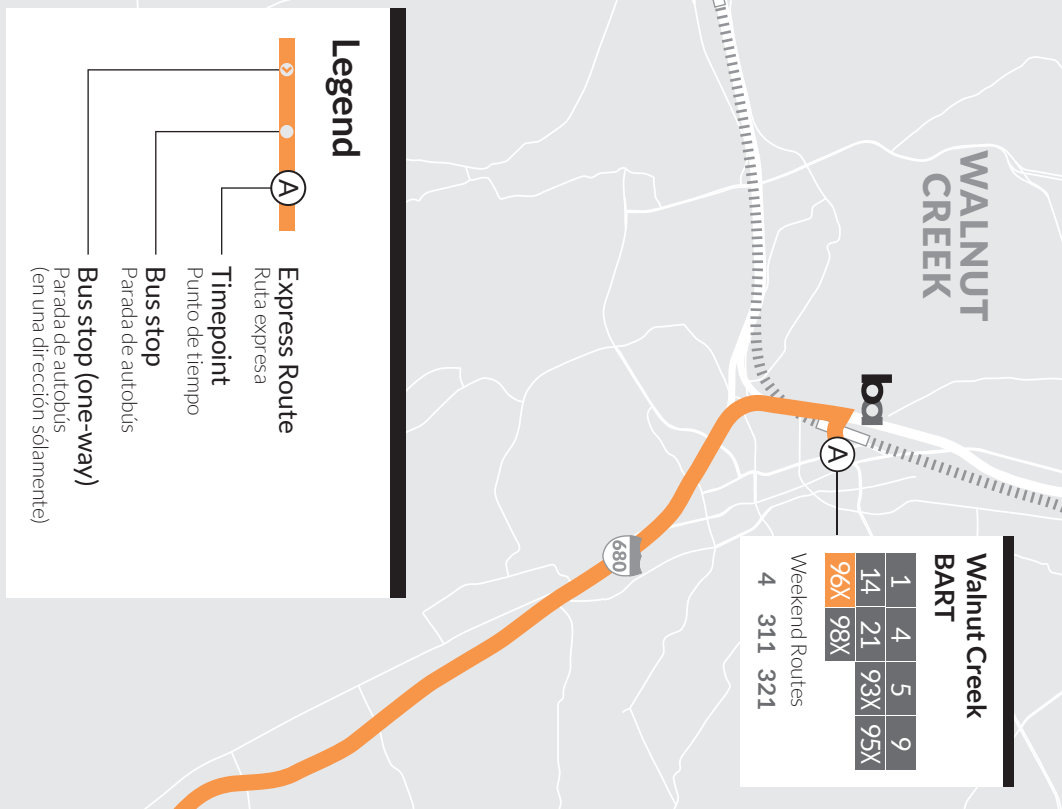 WALNUT
CREEK
ba
A
680
Walnut Creek
BART
1 4 5 9
14 21 93X 95X
96X 98X
Weekend Routes
4 311 321
Legend
A
Express Route
Ruta expresa
Timepoint
Punto de tiempo
Bus stop
Parada de autobús
Bus stop (one-way)
Parada de autobús
(en una dirección sólamente)